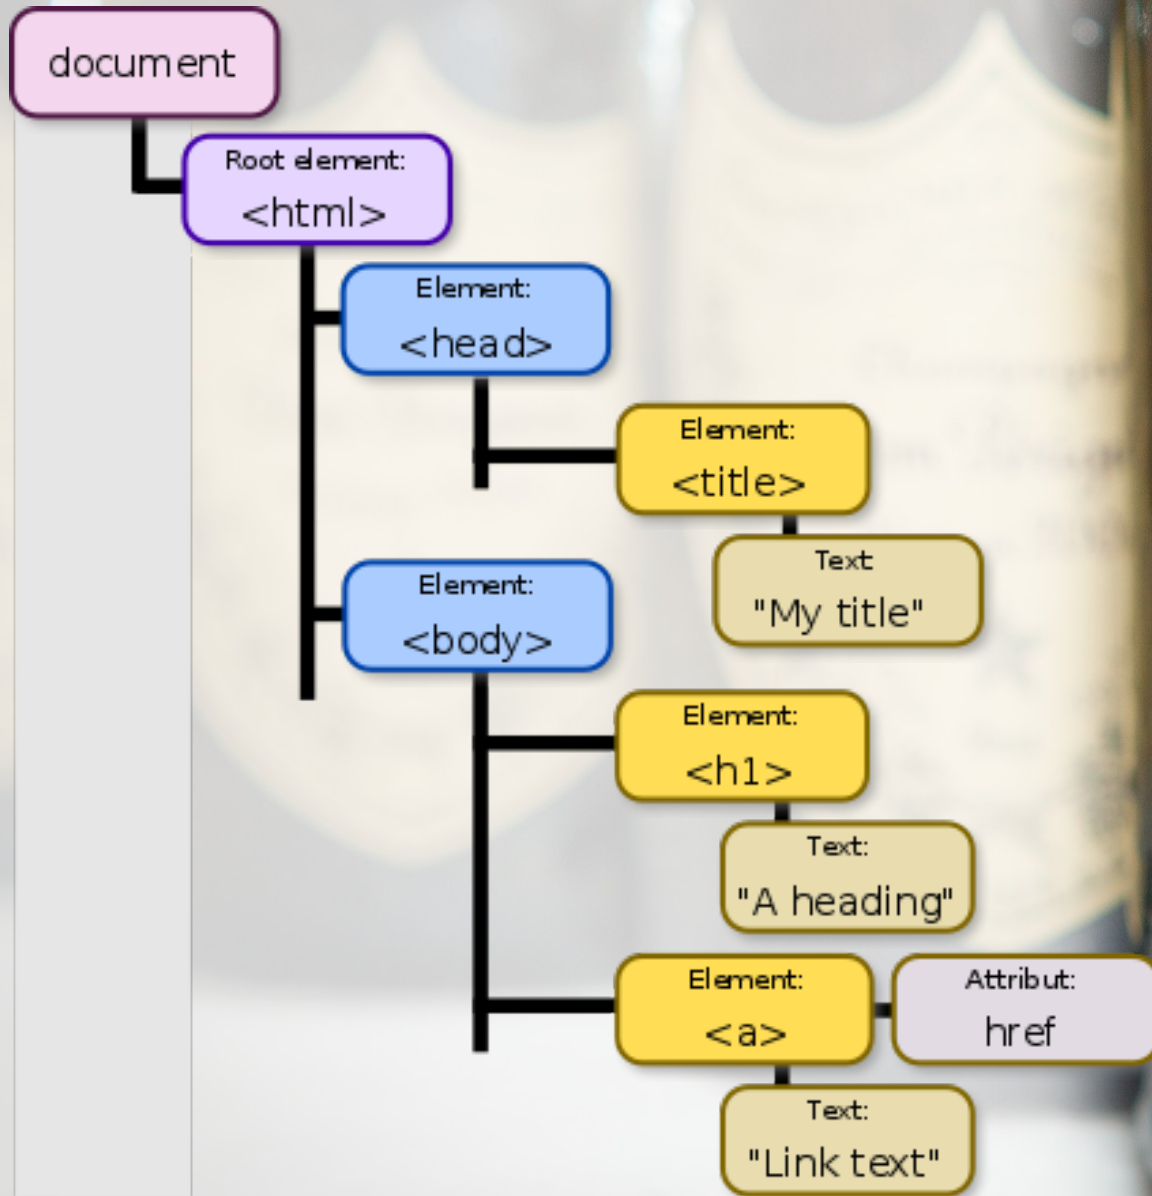 document
Root element:
<html>
Element:
<head>
Element:
<title>
Text
"My title"
Element:
<body>
Element:
<h1>
Text:
"A heading"
Element:
<a>
Attribut:
href
Text:
"Link text"